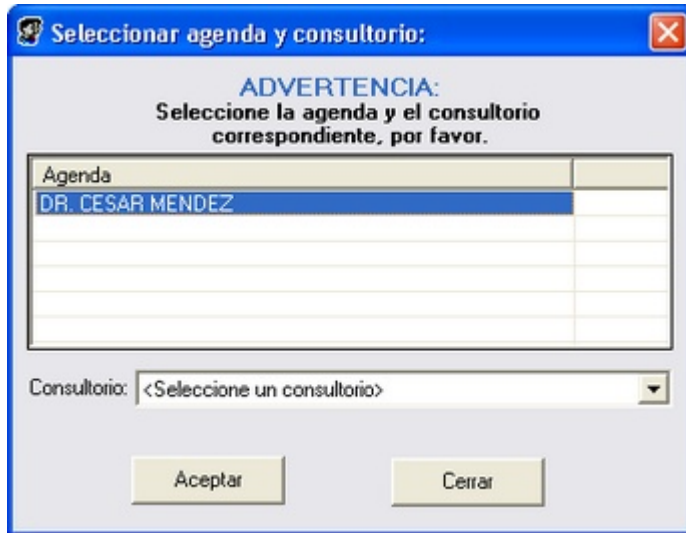 Seleccionar agenda y consultorio:
ADVERTENCIA:
Seleccione la agenda y el consultorio
correspondiente, por favor.
Agenda
DR. CESAR MENDEZ
Consultorio: <Seleccione un consultorio>
Aceptar Cerrar